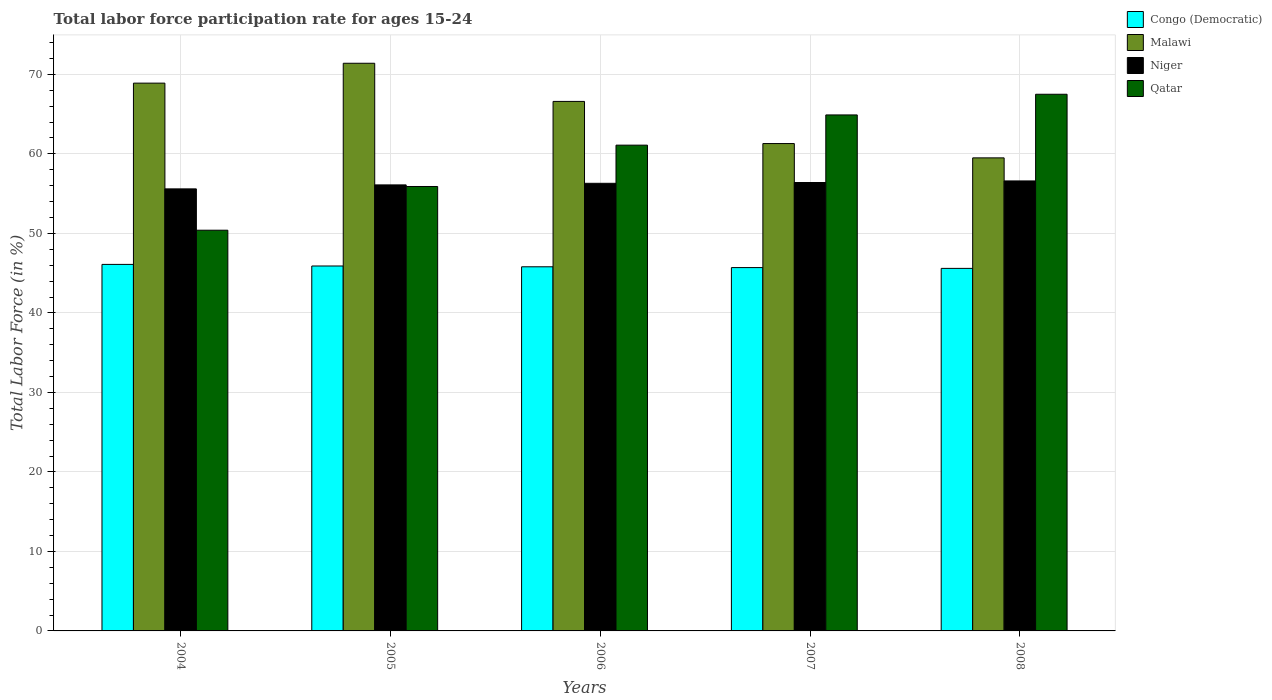 Total labor force participation rate for ages 15-24
Congo (Democratic)
Malawi
Niger
Qatar
Total Labor Force (in %)
70
60
50
40
30
20
10
0
2004
2005
2006
2007
2008
Years